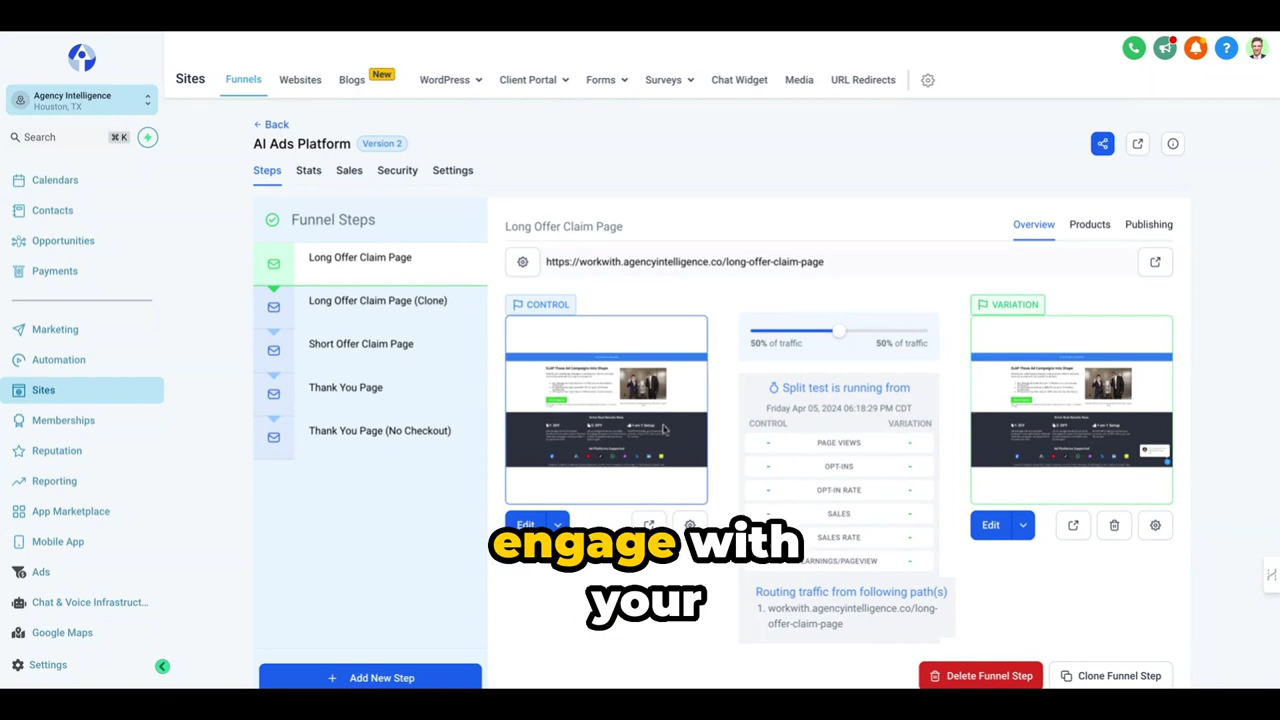 Agency Intelligence
Houston, TX
Search
⌘ K
Calendars
Contacts
Opportunities
Payments
Marketing
Automation
Sites
Memberships
Reputation
Reporting
App Marketplace
Mobile App
Ads
Chat & Voice Infrastruct...
Google Maps
Settings
Sites
Funnels
Websites
Blogs
New
WordPress
Client Portal
Forms
Surveys
Chat Widget
Media
URL Redirects
Back
AI Ads Platform
Version 2
Steps
Stats
Sales
Security
Settings
Funnel Steps
Long Offer Claim Page
Long Offer Claim Page (Clone)
Short Offer Claim Page
Thank You Page
Thank You Page (No Checkout)
+ Add New Step
Long Offer Claim Page
Overview
Products
Publishing
https://workwith.agencyintelligence.co/long-offer-claim-page
CONTROL
VARIATION
50% of traffic
50% of traffic
Split test is running from
Friday Apr 05, 2024 06:18:29 PM CDT
CONTROL
VARIATION
- PAGE VIEWS -
- OPT-INS -
- OPT-IN RATE -
- SALES -
SALES RATE -
EARNINGS/PAGEVIEW -
Routing traffic from following path(s)
1. workwith.agencyintelligence.co/long-
offer-claim-page
Edit
Edit
engage with
your
Delete Funnel Step
Clone Funnel Step